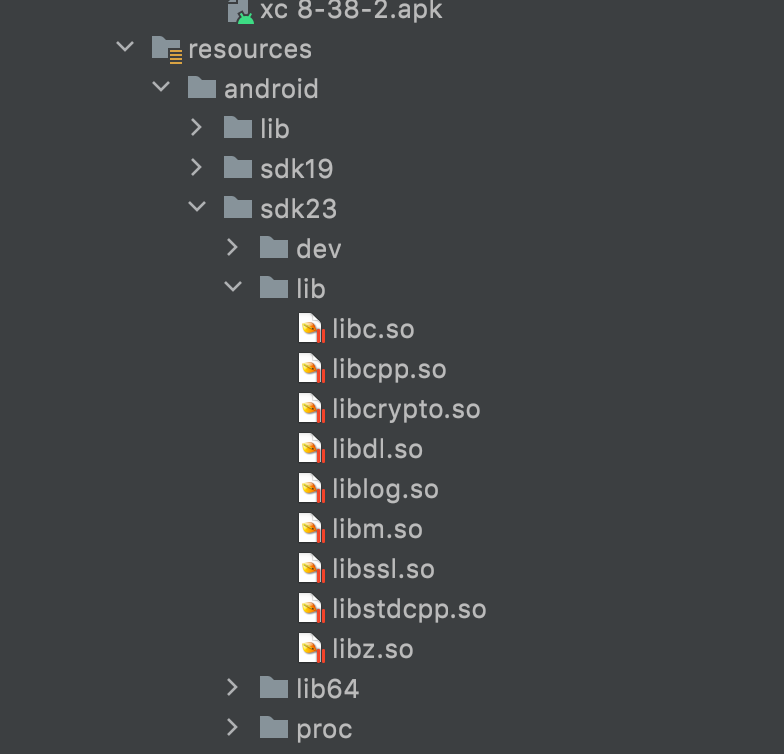 xc 8-38-2.apk
resources
android
lib
sdk19
sdk23
dev
lib
libc.so
libcpp.so
libcrypto.so
libdl.so
liblog.so
libm.so
libssl.so
libstdcpp.so
libz.so
lib64
proc